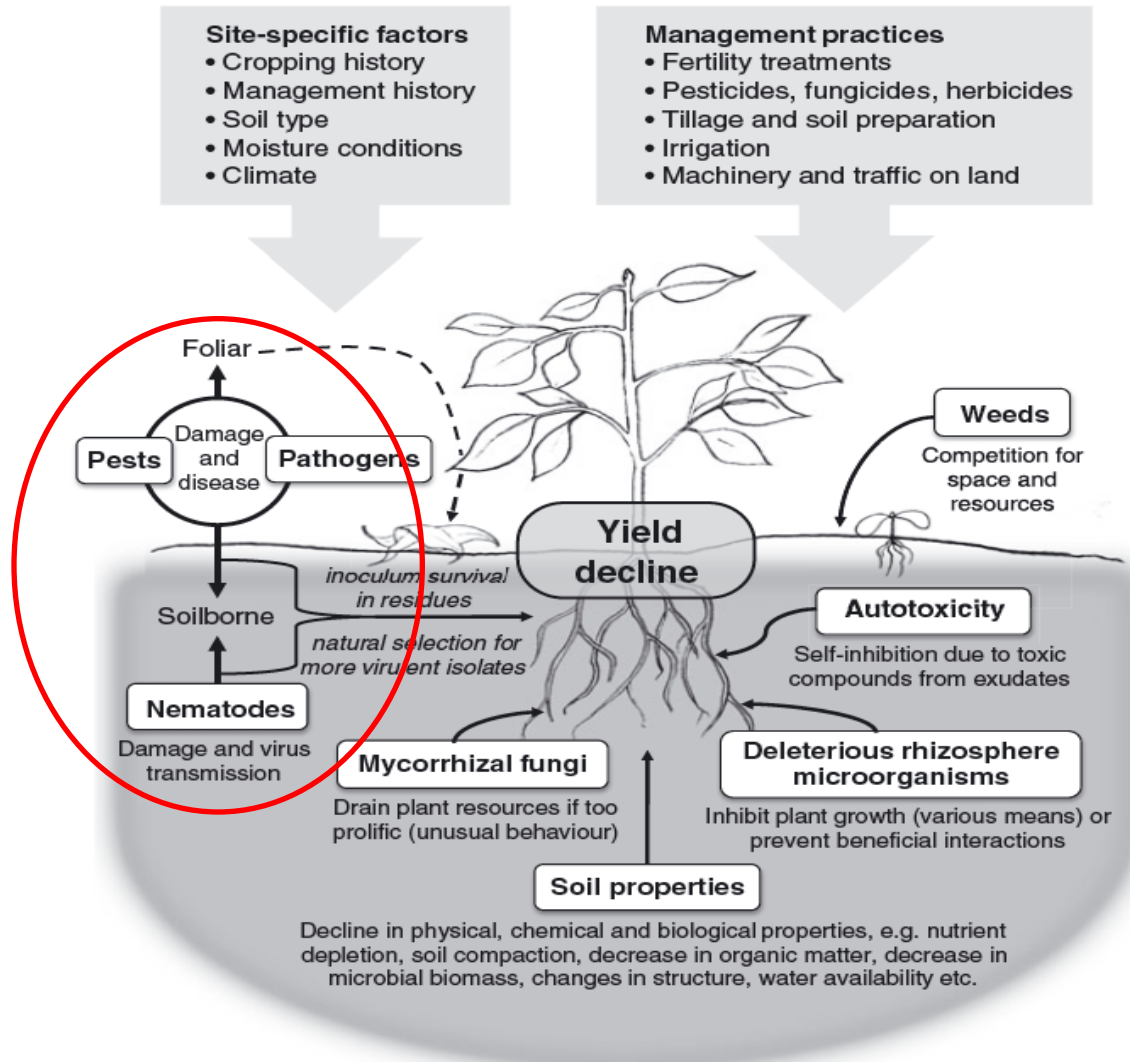 Site-specific factors
• Cropping history
• Management history
• Soil type
• Moisture conditions
• Climate
Management practices
• Fertility treatments
• Pesticides, fungicides, herbicides
• Tillage and soil preparation
• Irrigation
• Machinery and traffic on land
Foliar
Pests
Damage
and
disease
Pathogens
Weeds
Competition for
space and
resources
Yield
decline
inoculum survival
in residues
Soilborne
natural selection for
more virulent isolates
Autotoxicity
Self-inhibition due to toxic
compounds from exudates
Nematodes
Damage and virus
transmission
Mycorrhizal fungi
Drain plant resources if too
prolific (unusual behaviour)
Deleterious rhizosphere
microorganisms
Inhibit plant growth (various means) or
prevent beneficial interactions
Soil properties
Decline in physical, chemical and biological properties, e.g. nutrient
depletion, soil compaction, decrease in organic matter, decrease in
microbial biomass, changes in structure, water availability etc.